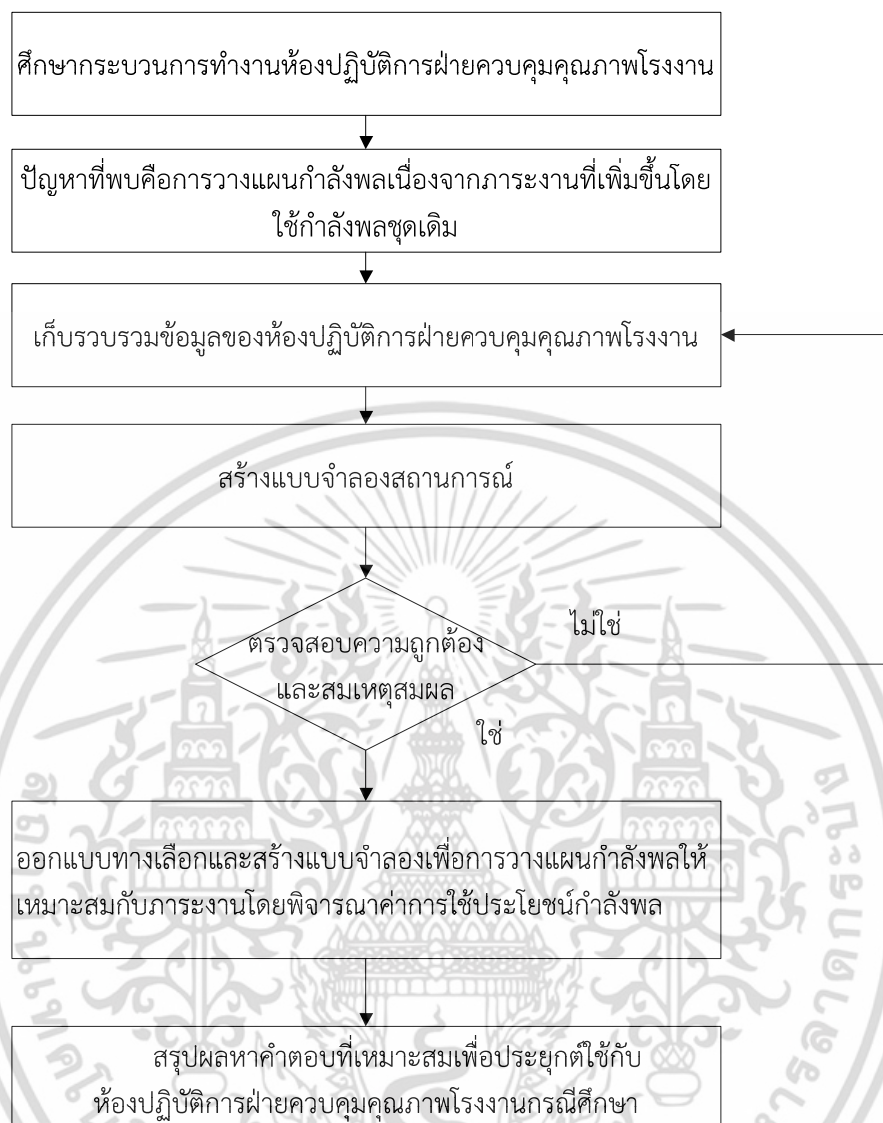 ศึกษากระบวนการทำงานห้องปฏิบัติการฝ่ายควบคุมคุณภาพโรงงาน
ปัญหาที่พบคือการวางแผนกำลังพลเนื่องจากภาระงานที่เพิ่มขึ้นโดย
ใช้กำลังพลชุดเดิม
เก็บรวบรวมข้อมูลของห้องปฏิบัติการฝ่ายควบคุมคุณภาพโรงงาน
สร้างแบบจำลองสถานการณ์
ตรวจสอบความถูกต้อง
และสมเหตุสมผล
ไม่ใช่
ใช่
ออกแบบทางเลือกและสร้างแบบจำลองเพื่อการวางแผนกำลังพลให้
เหมาะสมกับภาระงานโดยพิจารณาค่าการใช้ประโยชน์กำลังพล
สรุปผลหาคำตอบที่เหมาะสมเพื่อประยุกต์ใช้กับ
ห้องปฏิบัติการฝ่ายควบคุมคุณภาพโรงงานกรณีศึกษา